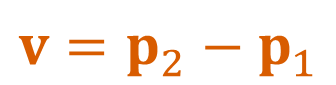 v = p₂ − p₁